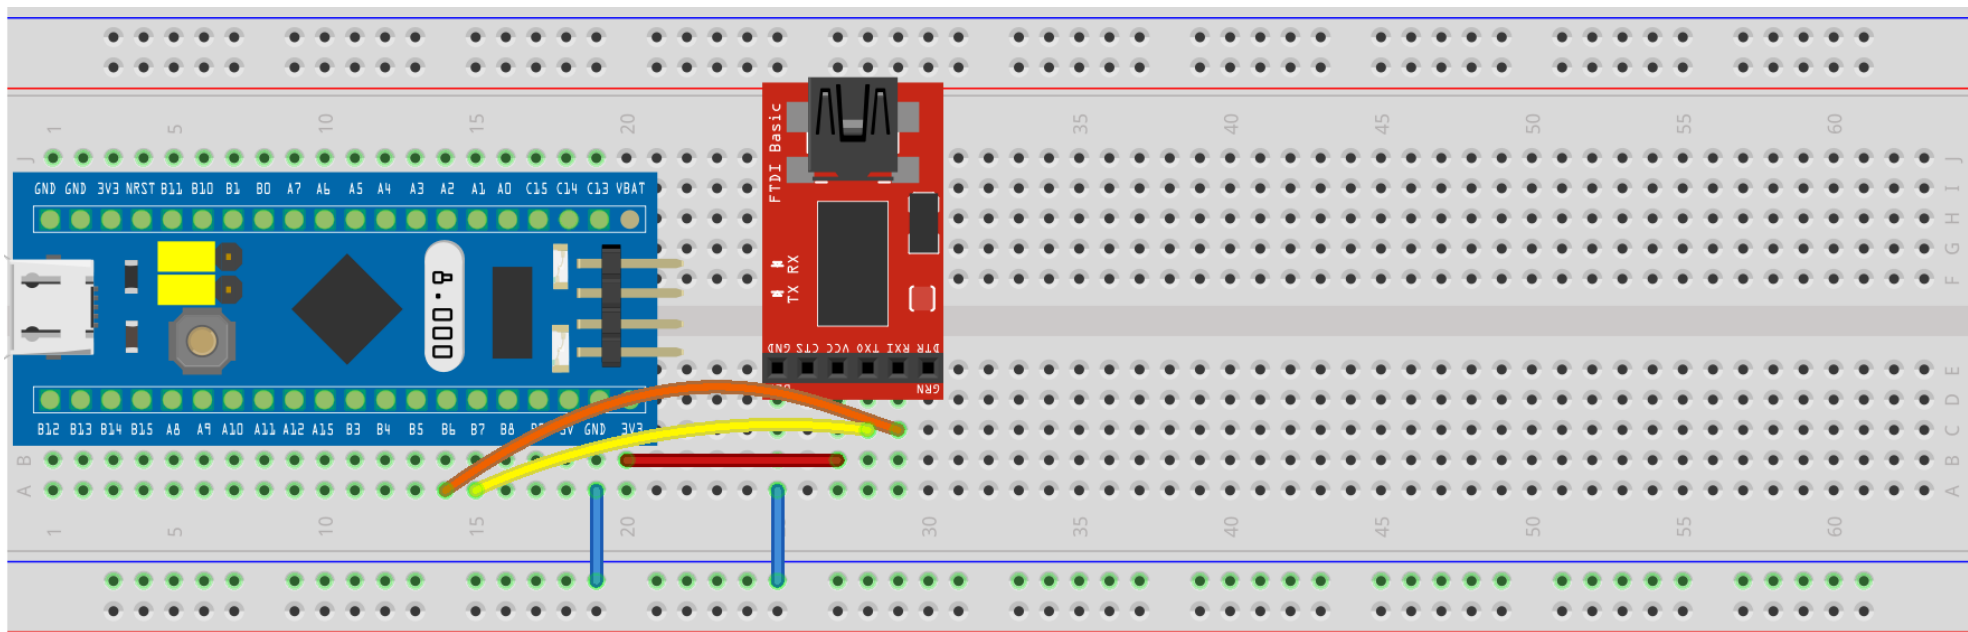 1 5 10 15 20 35 40 45 50 55 60
J J
GND GND 3V3 NRST B11 B10 B1 B0 A7 A6 A5 A4 A3 A2 A1 A0 C15 C14 C13 VBAT
I
H
G
F
FTDI Basic
TX RX
8.000
GND CTS VCC TXO RXI DTR
GRN
E
D
B12 B13 B14 B15 A8 A9 A10 A11 A12 A15 B3 B4 B5 B6 B7 B8 5V GND 3V3
C
B B
A A
1 5 10 15 20 30 35 40 45 50 55 60